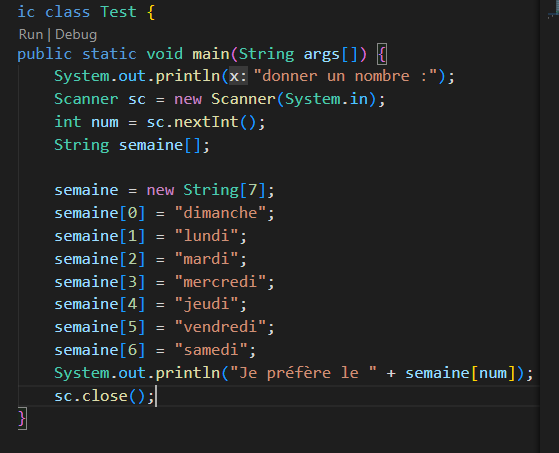 ic class Test {
Run | Debug
public static void main(String args[]) {
System.out.println(x: "donner un nombre :");
Scanner sc = new Scanner(System.in);
int num = sc.nextInt();
String semaine[];
semaine = new String[7];
semaine[0] = "dimanche";
semaine[1] = "lundi";
semaine[2] = "mardi";
semaine[3] = "mercredi";
semaine[4] = "jeudi";
semaine[5] = "vendredi";
semaine[6] = "samedi";
System.out.println("Je préfère le " + semaine[num]);
sc.close();
}